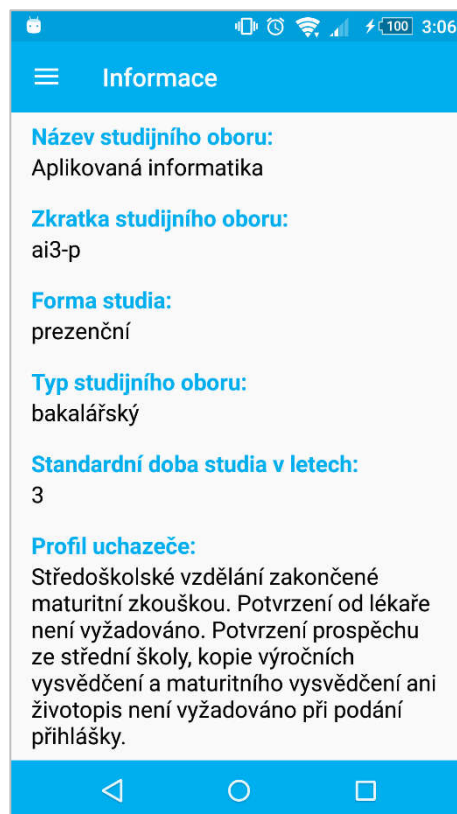 100 3:06
Informace
Název studijního oboru:
Aplikovaná informatika
Zkratka studijního oboru:
ai3-p
Forma studia:
prezenční
Typ studijního oboru:
bakalářský
Standardní doba studia v letech:
3
Profil uchazeče:
Středoškolské vzdělání zakončené
maturitní zkouškou. Potvrzení od lékaře
není vyžadováno. Potvrzení prospěchu
ze střední školy, kopie výročních
vysvědčení a maturitního vysvědčení ani
životopis není vyžadováno při podání
přihlášky.